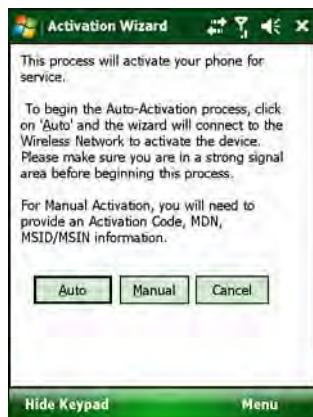 Activation Wizard
This process will activate your phone for
service.
To begin the Auto-Activation process, click
on 'Auto' and the wizard will connect to the
Wireless Network to activate the device.
Please make sure you are in a strong signal
area before beginning this process.
For Manual Activation, you will need to
provide an Activation Code, MDN,
MSID/MSIN information.
Auto Manual Cancel
Hide Keypad Menu